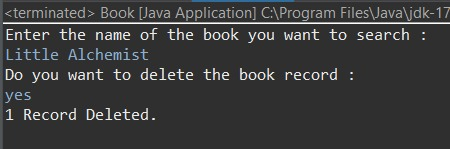 <terminated> Book [Java Application] C:\Program Files\Java\jdk-17
Enter the name of the book you want to search :
Little Alchemist
Do you want to delete the book record :
yes
1 Record Deleted.